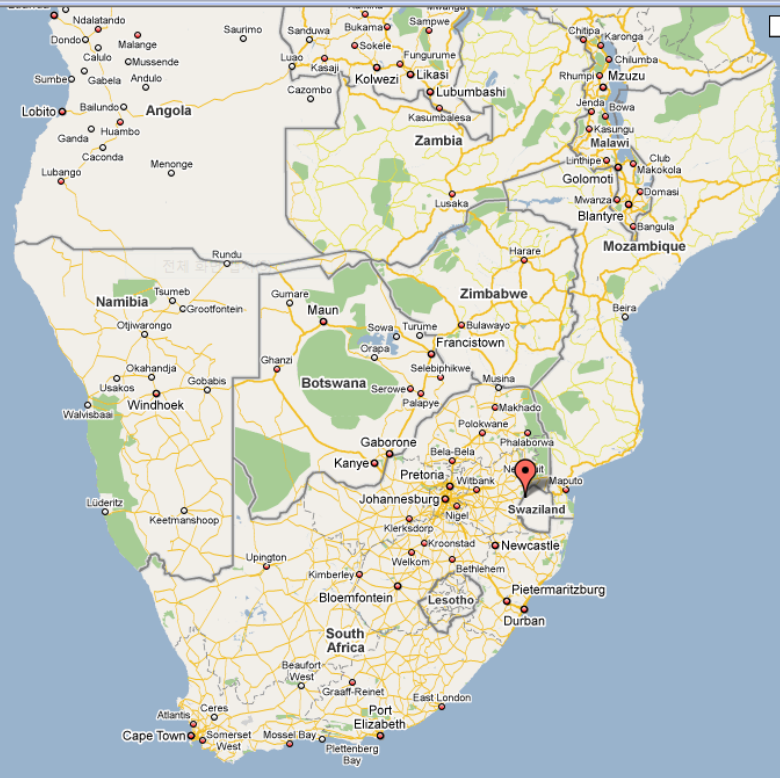 Ndalatando
Dondo
Malange
Calulo
Mussende
Sumbe
Gabela
Andulo
Lobito
Bailundo
Angola
Huambo
Ganda
Caconda
Menonge
Lubango
Saurimo
Sanduwa
Bukama
Sampwe
Sokele
Luao
Kasaji
Fungurume
Kolwezi
Likasi
Cazombo
Lubumbashi
Kasumbalesa
Zambia
Lusaka
Chitipa
Karonga
Chilumba
Rhumpi
Mzuzu
Jenda
Bowa
Kasungu
Malawi
Linthipe
Club
Makokola
Golomoti
Domasi
Mwanza
Blantyre
Bangula
Mozambique
Rundu
Harare
Namibia
Tsumeb
Grootfontein
Otjiwarongo
Gumare
Maun
Zimbabwe
Beira
Sowa
Turume
Bulawayo
Orapa
Francistown
Ghanzi
Selebiphikwe
Okahandja
Usakos
Gobabis
Botswana
Serowe
Palapye
Musina
Windhoek
Walvisbaai
Makhado
Polokwane
Phalaborwa
Gaborone
Kanye
Bela-Bela
Pretoria
Witbank
Maputo
Johannesburg
Nigel
Swaziland
Lüderitz
Keetmanshoop
Klerksdorp
Kroonstad
Newcastle
Welkom
Upington
Kimberley
Bethlehem
Bloemfontein
Lesotho
Pietermaritzburg
Durban
South
Africa
Beaufort
West
Graaff-Reinet
East London
Port
Elizabeth
Atlantis
Ceres
Cape Town
Somerset
West
Mossel Bay
Plettenberg
Bay